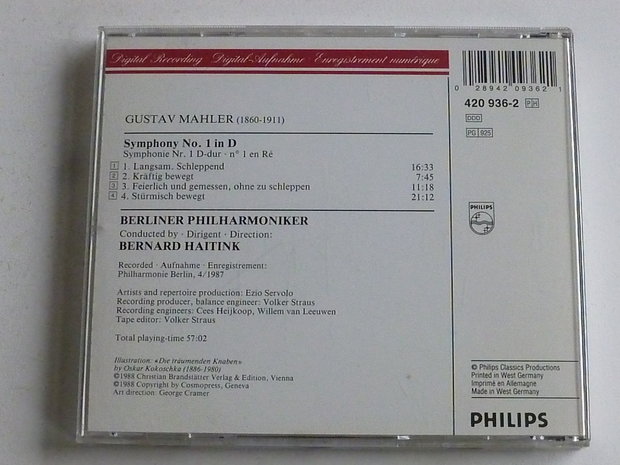 Digital Recording · Digital-Aufnahme · Enregistrement numérique
0 28942 09362 1
420 936-2 PH
DDD
PG 925
GUSTAV MAHLER (1860-1911)
Symphony No. 1 in D
Symphonie Nr. 1 D-dur · n° 1 en Ré
1 1. Langsam. Schleppend 16:33
2 2. Kräftig bewegt 7:45
3 3. Feierlich und gemessen, ohne zu schleppen 11:18
4 4. Stürmisch bewegt 21:12
BERLINER PHILHARMONIKER
Conducted by · Dirigent · Direction:
BERNARD HAITINK
Recorded · Aufnahme · Enregistrement:
Philharmonie Berlin, 4/1987
Artists and repertoire production: Ezio Servolo
Recording producer, balance engineer: Volker Straus
Recording engineers: Cees Heijkoop, Willem van Leeuwen
Tape editor: Volker Straus
Total playing-time 57:02
Illustration: «Die träumenden Knaben»
by Oskar Kokoschka (1886-1980)
©1988 Christian Brandstätter Verlag & Edition, Vienna
©1988 Copyright by Cosmopress, Geneva
Art direction: George Cramer
PHILIPS
© Philips Classics Productions
Printed in West Germany
Imprimé en Allemagne
Made in West Germany
PHILIPS